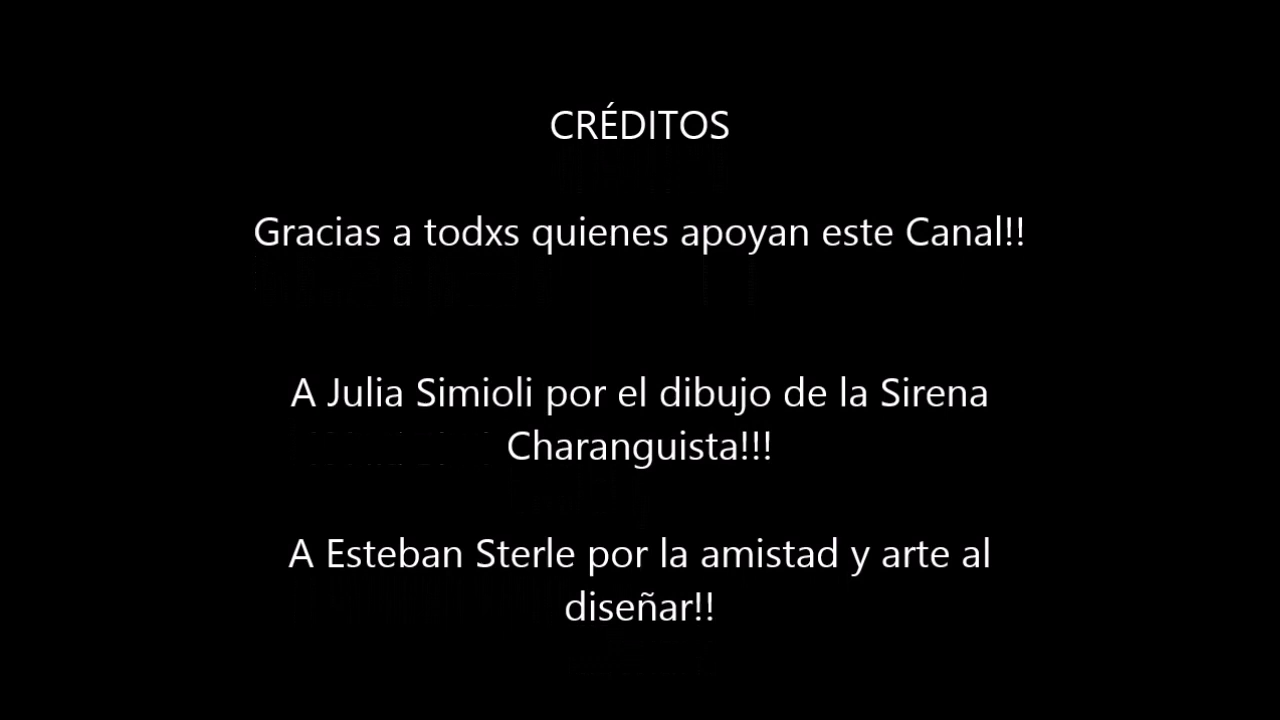 CRÉDITOS
Gracias a todxs quienes apoyan este Canal!!
A Julia Simioli por el dibujo de la Sirena
Charanguista!!!
A Esteban Sterle por la amistad y arte al
diseñar!!